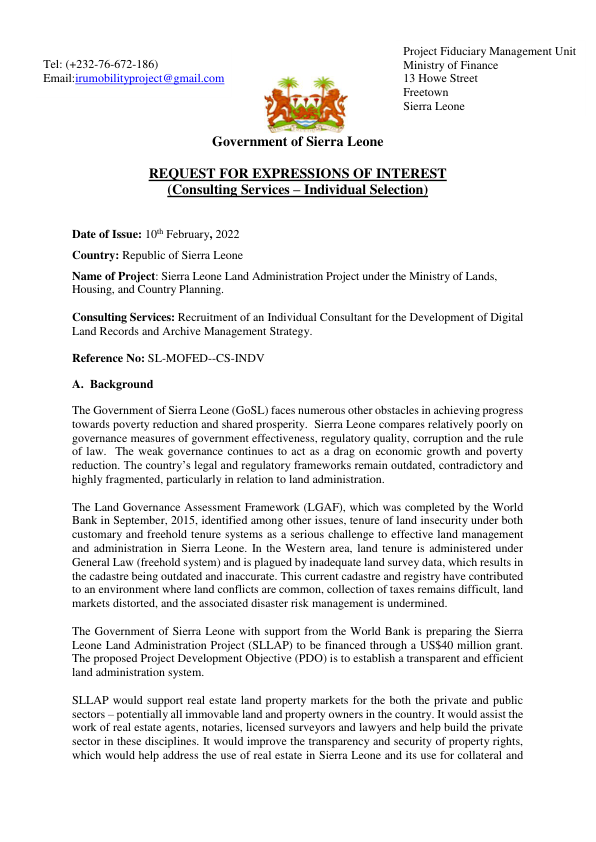 Project Fiduciary Management Unit
Ministry of Finance
13 Howe Street
Freetown
Sierra Leone
Tel: (+232-76-672-186)
Email:irumobilityproject@gmail.com
Government of Sierra Leone
REQUEST FOR EXPRESSIONS OF INTEREST
(Consulting Services – Individual Selection)
Date of Issue: 10th February, 2022
Country: Republic of Sierra Leone
Name of Project: Sierra Leone Land Administration Project under the Ministry of Lands,
Housing, and Country Planning.
Consulting Services: Recruitment of an Individual Consultant for the Development of Digital
Land Records and Archive Management Strategy.
Reference No: SL-MOFED--CS-INDV
A. Background
The Government of Sierra Leone (GoSL) faces numerous other obstacles in achieving progress
towards poverty reduction and shared prosperity. Sierra Leone compares relatively poorly on
governance measures of government effectiveness, regulatory quality, corruption and the rule
of law. The weak governance continues to act as a drag on economic growth and poverty
reduction. The country's legal and regulatory frameworks remain outdated, contradictory and
highly fragmented, particularly in relation to land administration.
The Land Governance Assessment Framework (LGAF), which was completed by the World
Bank in September, 2015, identified among other issues, tenure of land insecurity under both
customary and freehold tenure systems as a serious challenge to effective land management
and administration in Sierra Leone. In the Western area, land tenure is administered under
General Law (freehold system) and is plagued by inadequate land survey data, which results in
the cadastre being outdated and inaccurate. This current cadastre and registry have contributed
to an environment where land conflicts are common, collection of taxes remains difficult, land
markets distorted, and the associated disaster risk management is undermined.
The Government of Sierra Leone with support from the World Bank is preparing the Sierra
Leone Land Administration Project (SLLAP) to be financed through a US$40 million grant.
The proposed Project Development Objective (PDO) is to establish a transparent and efficient
land administration system.
SLLAP would support real estate land property markets for the both the private and public
sectors – potentially all immovable land and property owners in the country. It would assist the
work of real estate agents, notaries, licensed surveyors and lawyers and help build the private
sector in these disciplines. It would improve the transparency and security of property rights,
which would help address the use of real estate in Sierra Leone and its use for collateral and